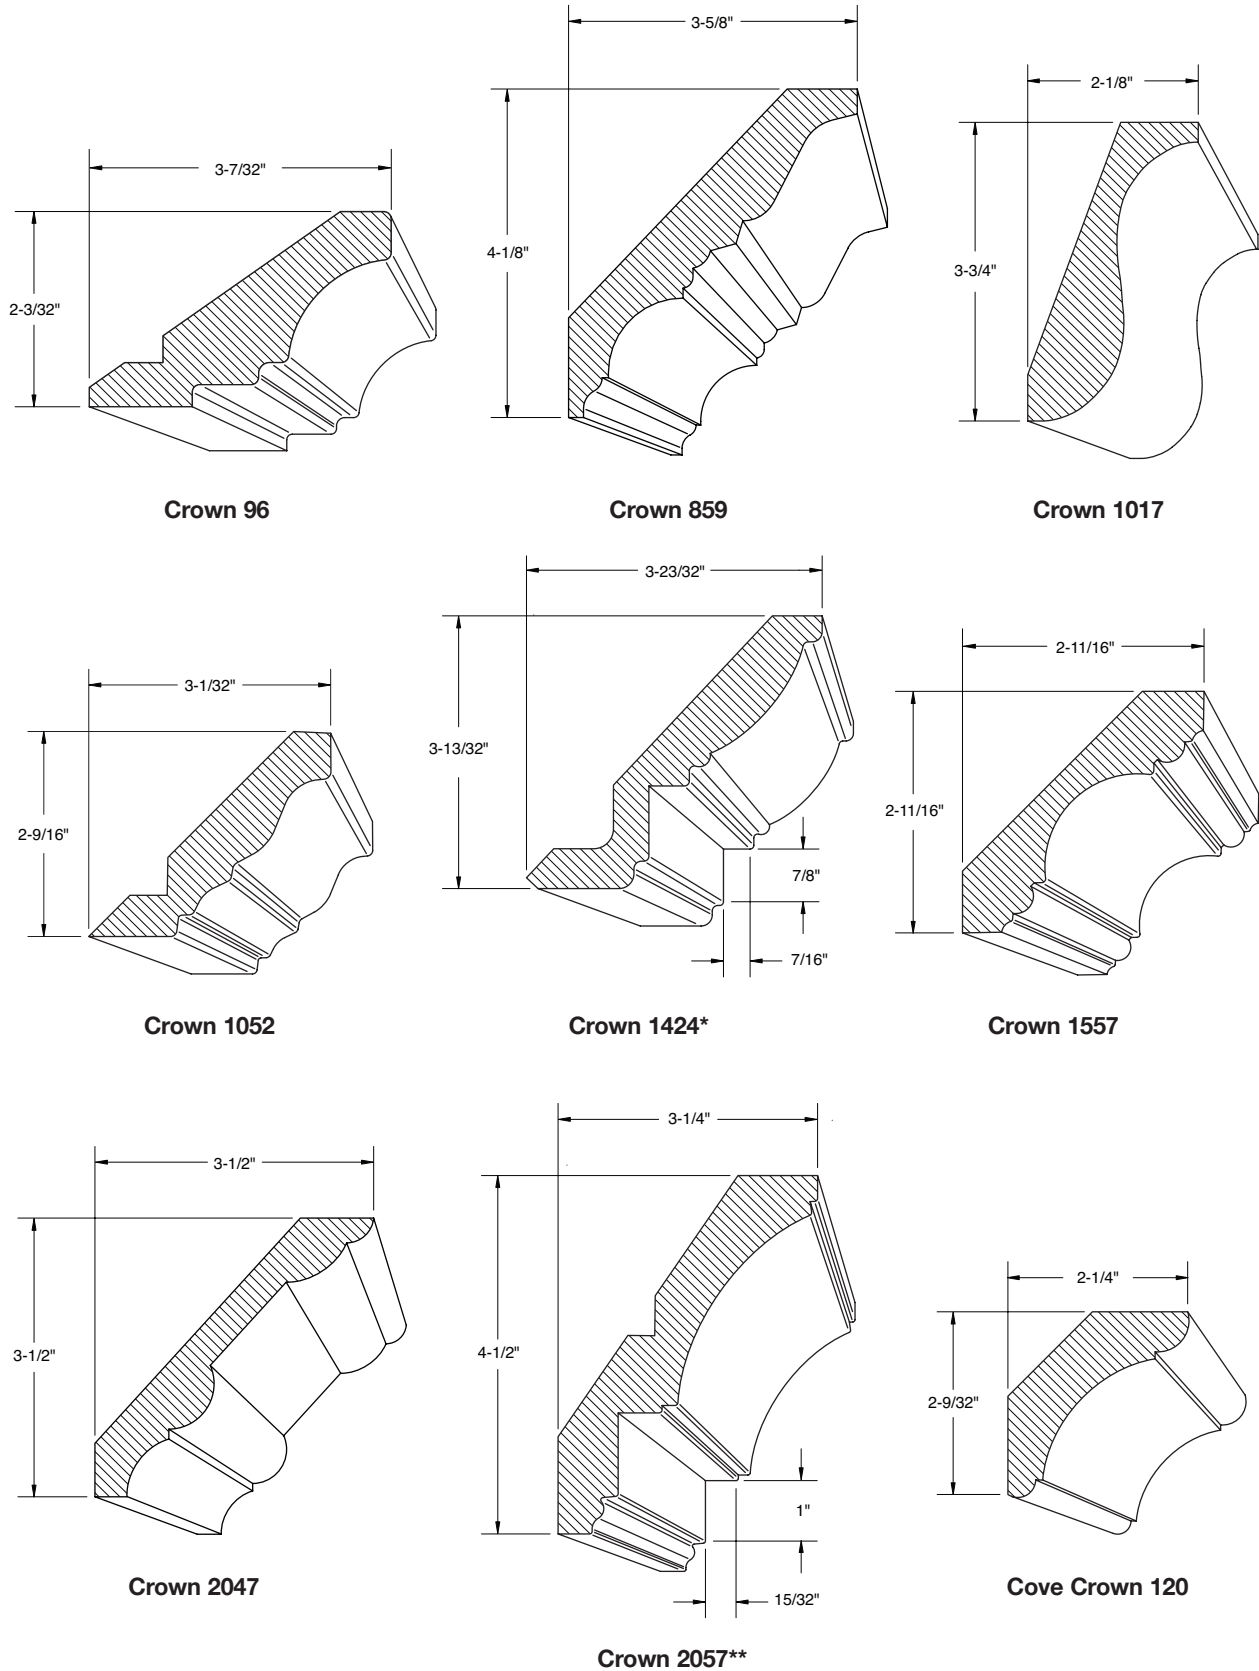 3-5/8"
2-1/8"
3-7/32"
4-1/8"
3-3/4"
2-3/32"
Crown 96
Crown 859
Crown 1017
3-23/32"
2-11/16"
3-1/32"
3-13/32"
2-11/16"
2-9/16"
7/8"
7/16"
Crown 1052
Crown 1424*
Crown 1557
3-1/4"
3-1/2"
2-1/4"
3-1/2"
4-1/2"
2-9/32"
1"
15/32"
Crown 2047
Cove Crown 120
Crown 2057**